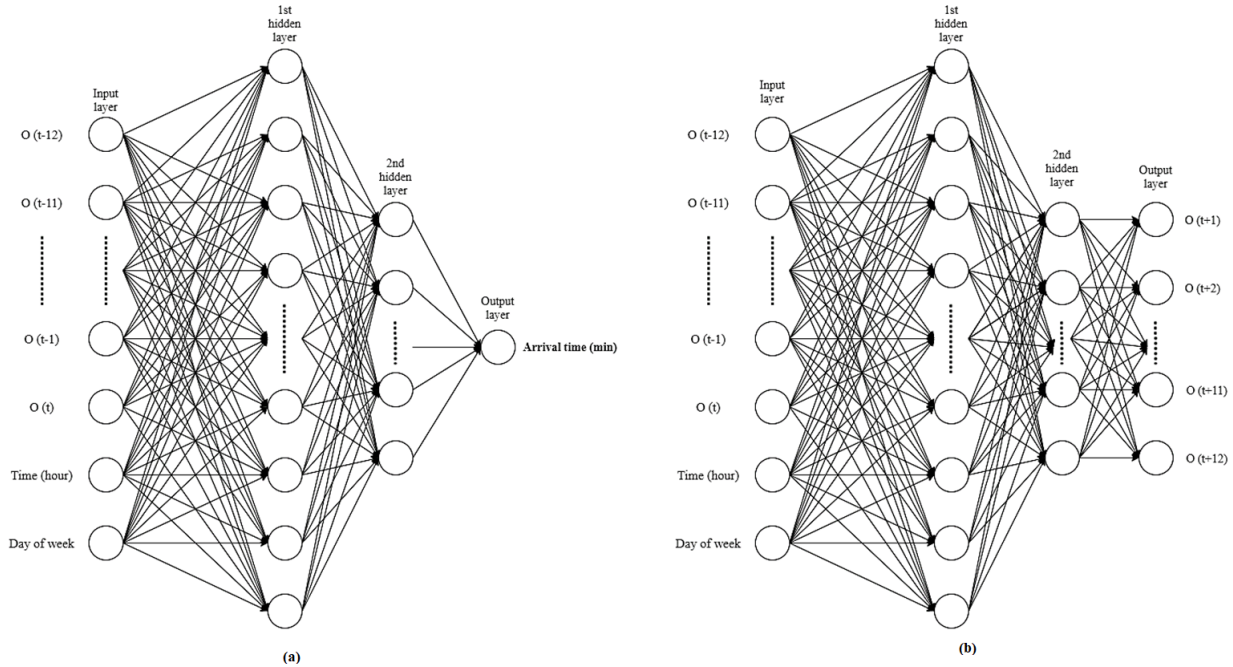 1st
hidden
layer
Input
layer
O (t-12)
O (t-11)
O (t-1)
O (t)
Time (hour)
Day of week
2nd
hidden
layer
Output
layer
Arrival time (min)
(a)
1st
hidden
layer
Input
layer
O (t-12)
O (t-11)
O (t-1)
O (t)
Time (hour)
Day of week
2nd
hidden
layer
Output
layer
O (t+1)
O (t+2)
O (t+11)
O (t+12)
(b)